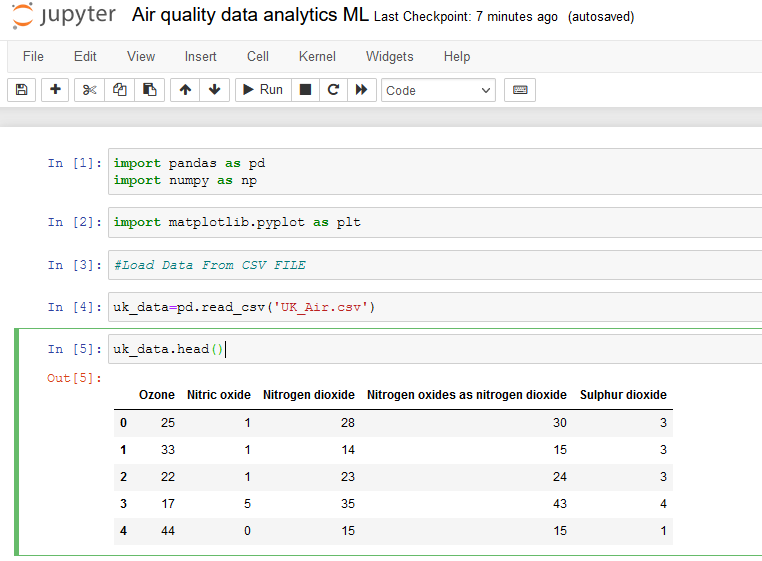 jupyter Air quality data analytics ML Last Checkpoint: 7 minutes ago (autosaved)
File Edit View Insert Cell Kernel Widgets Help
Run Code
In [1]: import pandas as pd
import numpy as np
In [2]: import matplotlib.pyplot as plt
In [3]: #Load Data From CSV FILE
In [4]: uk_data=pd.read_csv('UK_Air.csv')
In [5]: uk_data.head()
Out[5]:
Ozone Nitric oxide Nitrogen dioxide Nitrogen oxides as nitrogen dioxide Sulphur dioxide
0 25 1 28 30 3
1 33 1 14 15 3
2 22 1 23 24 3
3 17 5 35 43 4
4 44 0 15 15 1